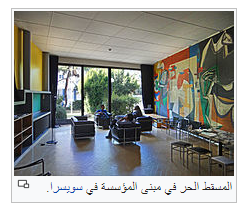 المسقط الحر في مبنى المؤسسة في سويسرا.